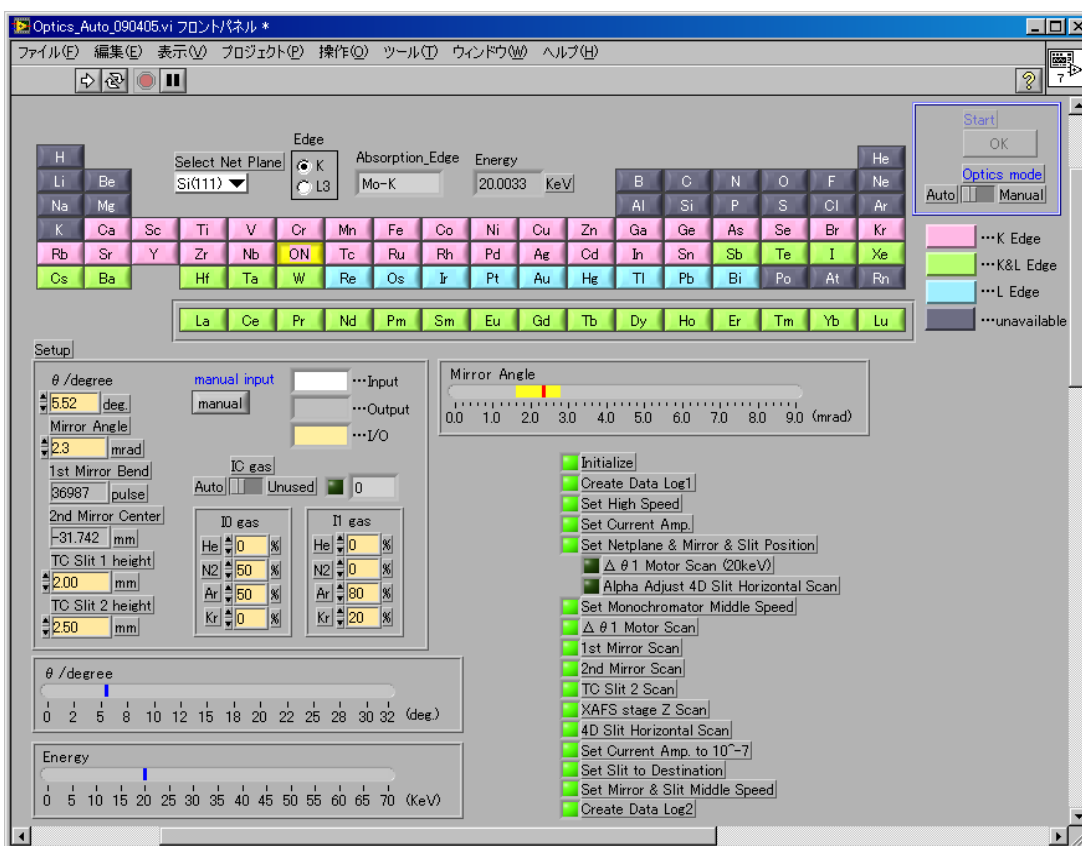 Optics_Auto_090405.vi フロントパネル *
ファイル(F) 編集(E) 表示(V) プロジェクト(P) 操作(O) ツール(T) ウィンドウ(W) ヘルプ(H)
7
Start
OK
Optics mode
Auto Manual
Select Net Plane
Si(111)
Edge
K
L3
Absorption_Edge
Mo-K
Energy
20.0033 KeV
H He
Li Be B C N O F Ne
Na Mg Al Si P S Cl Ar
K Ca Sc Ti V Cr Mn Fe Co Ni Cu Zn Ga Ge As Se Br Kr
Rb Sr Y Zr Nb ON Tc Ru Rh Pd Ag Cd In Sn Sb Te I Xe
Cs Ba Hf Ta W Re Os Ir Pt Au Hg Tl Pb Bi Po At Rn
La Ce Pr Nd Pm Sm Eu Gd Tb Dy Ho Er Tm Yb Lu
···K Edge
···K&L Edge
···L Edge
···unavailable
Setup
θ /degree
5.52 deg.
Mirror Angle
2.3 mrad
1st Mirror Bend
36987 pulse
2nd Mirror Center
-31.742 mm
TC Slit 1 height
2.00 mm
TC Slit 2 height
2.50 mm
manual input
manual
···Input
···Output
···I/O
IC gas
Auto Unused 0
I0 gas
He 0 %
N2 50 %
Ar 50 %
Kr 0 %
I1 gas
He 0 %
N2 0 %
Ar 80 %
Kr 20 %
Mirror Angle
0.0 1.0 2.0 3.0 4.0 5.0 6.0 7.0 8.0 9.0 (mrad)
Initialize
Create Data Log1
Set High Speed
Set Current Amp.
Set Netplane & Mirror & Slit Position
Δ θ1 Motor Scan (20keV)
Alpha Adjust 4D Slit Horizontal Scan
Set Monochromator Middle Speed
Δ θ1 Motor Scan
1st Mirror Scan
2nd Mirror Scan
TC Slit 2 Scan
XAFS stage Z Scan
4D Slit Horizontal Scan
Set Current Amp. to 10^-7
Set Slit to Destination
Set Mirror & Slit Middle Speed
Create Data Log2
θ /degree
0 2 5 8 10 12 15 18 20 22 25 28 30 32 (deg.)
Energy
0 5 10 15 20 25 30 35 40 45 50 55 60 65 70 (KeV)